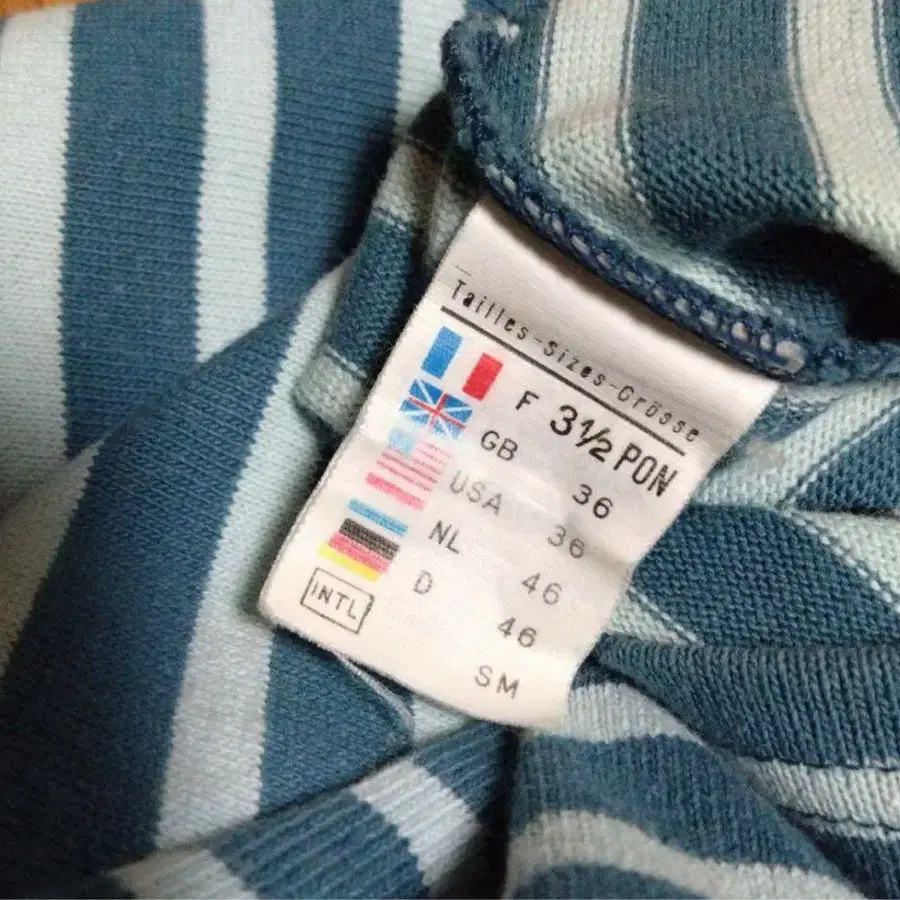 Tailles-Sizes-Grösse
F 3½ PON
GB 36
USA 36
NL 46
D 46
INTL SM